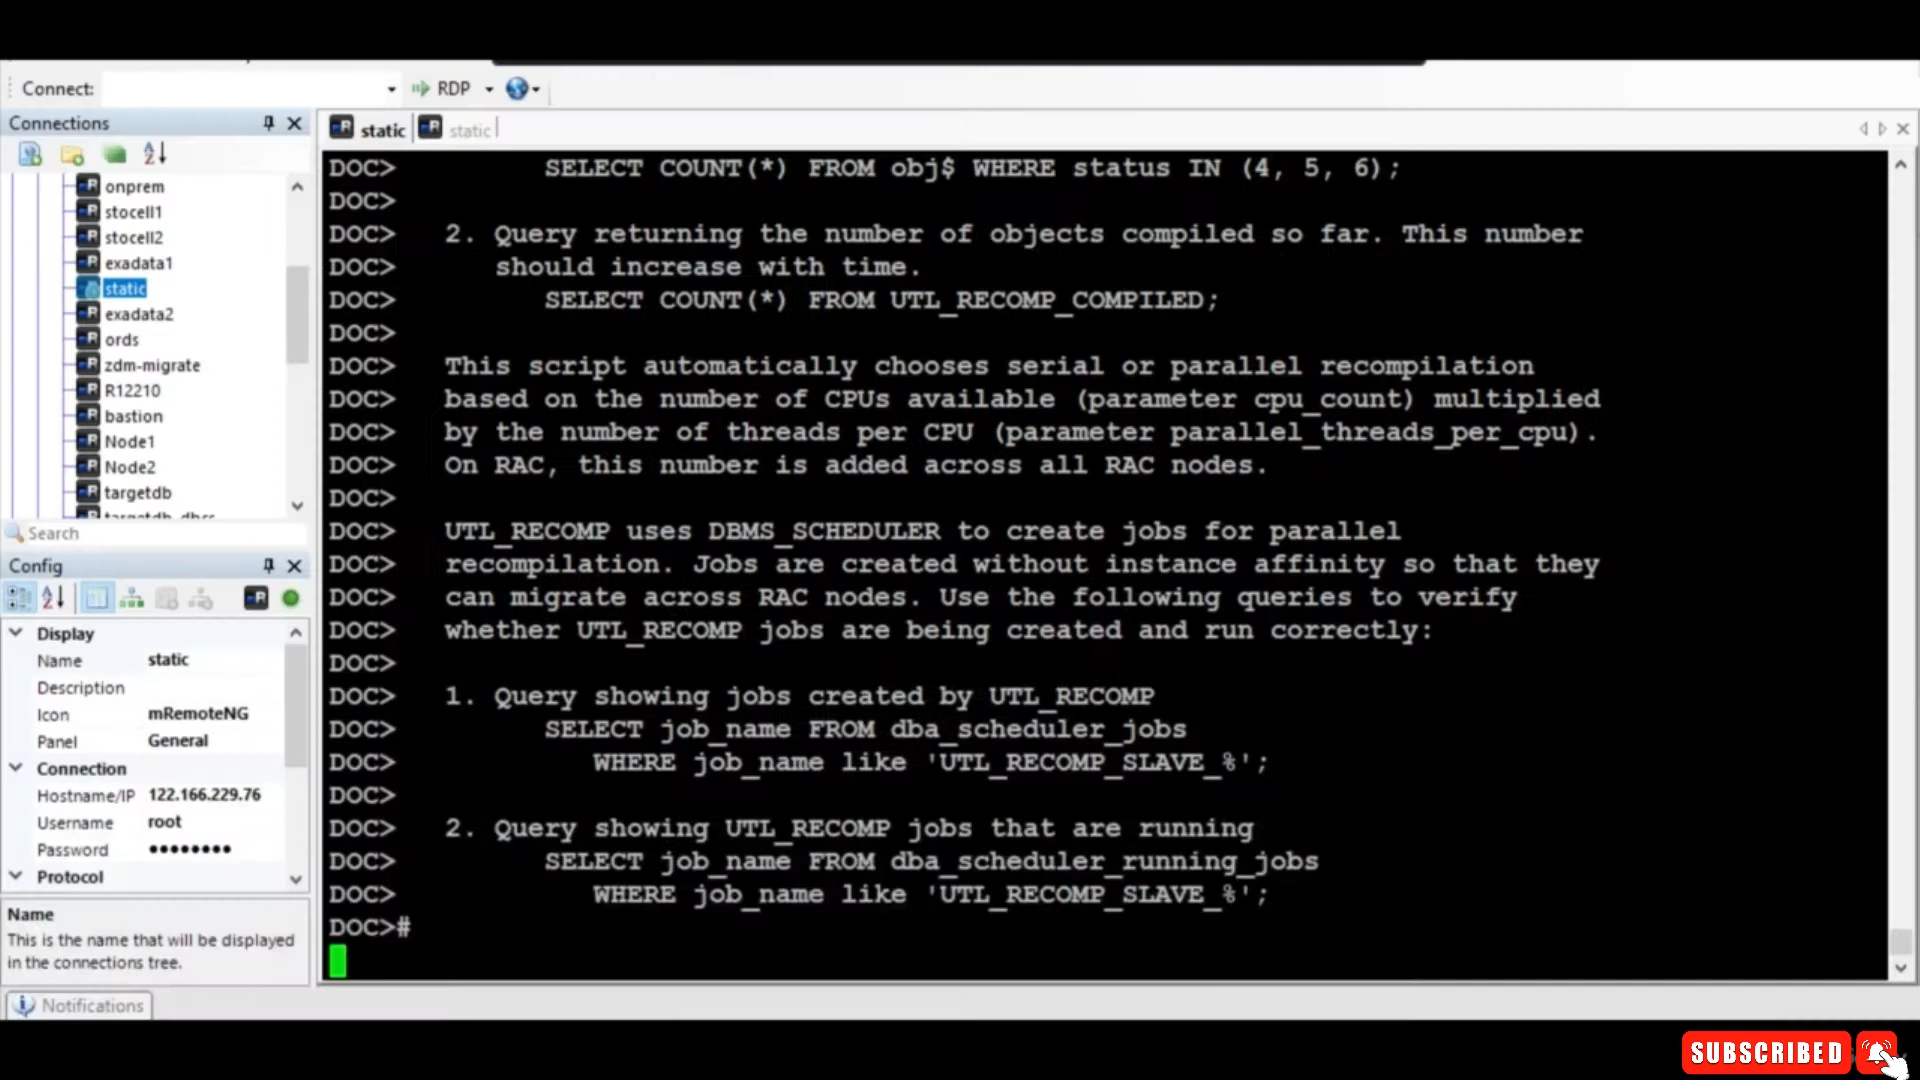 Connect:
RDP
Connections
static
static
onprem
stocell1
stocell2
exadata1
static
exadata2
ords
zdm-migrate
R12210
bastion
Node1
Node2
targetdb
Search
Config
Display
Name static
Description
Icon mRemoteNG
Panel General
Connection
Hostname/IP 122.166.229.76
Username root
Password ●●●●●●●●
Protocol
Name
This is the name that will be displayed
in the connections tree.
Notifications
DOC> SELECT COUNT(*) FROM obj$ WHERE status IN (4, 5, 6);
DOC>
DOC> 2. Query returning the number of objects compiled so far. This number
DOC> should increase with time.
DOC> SELECT COUNT(*) FROM UTL_RECOMP_COMPILED;
DOC>
DOC> This script automatically chooses serial or parallel recompilation
DOC> based on the number of CPUs available (parameter cpu_count) multiplied
DOC> by the number of threads per CPU (parameter parallel_threads_per_cpu).
DOC> On RAC, this number is added across all RAC nodes.
DOC>
DOC> UTL_RECOMP uses DBMS_SCHEDULER to create jobs for parallel
DOC> recompilation. Jobs are created without instance affinity so that they
DOC> can migrate across RAC nodes. Use the following queries to verify
DOC> whether UTL_RECOMP jobs are being created and run correctly:
DOC>
DOC> 1. Query showing jobs created by UTL_RECOMP
DOC> SELECT job_name FROM dba_scheduler_jobs
DOC> WHERE job_name like 'UTL_RECOMP_SLAVE_%';
DOC>
DOC> 2. Query showing UTL_RECOMP jobs that are running
DOC> SELECT job_name FROM dba_scheduler_running_jobs
DOC> WHERE job_name like 'UTL_RECOMP_SLAVE_%';
DOC>#
SUBSCRIBED